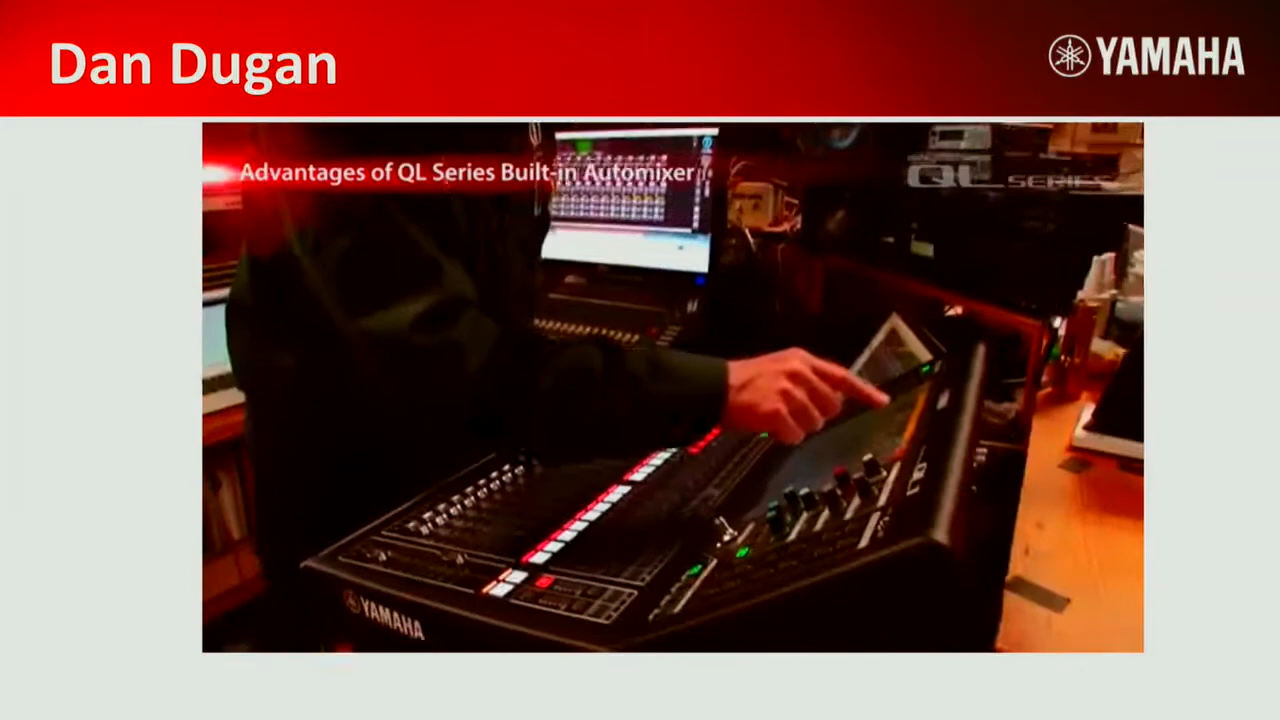 Dan Dugan
YAMAHA
Advantages of QL Series Built-in Automixer
QL SERIES
YAMAHA